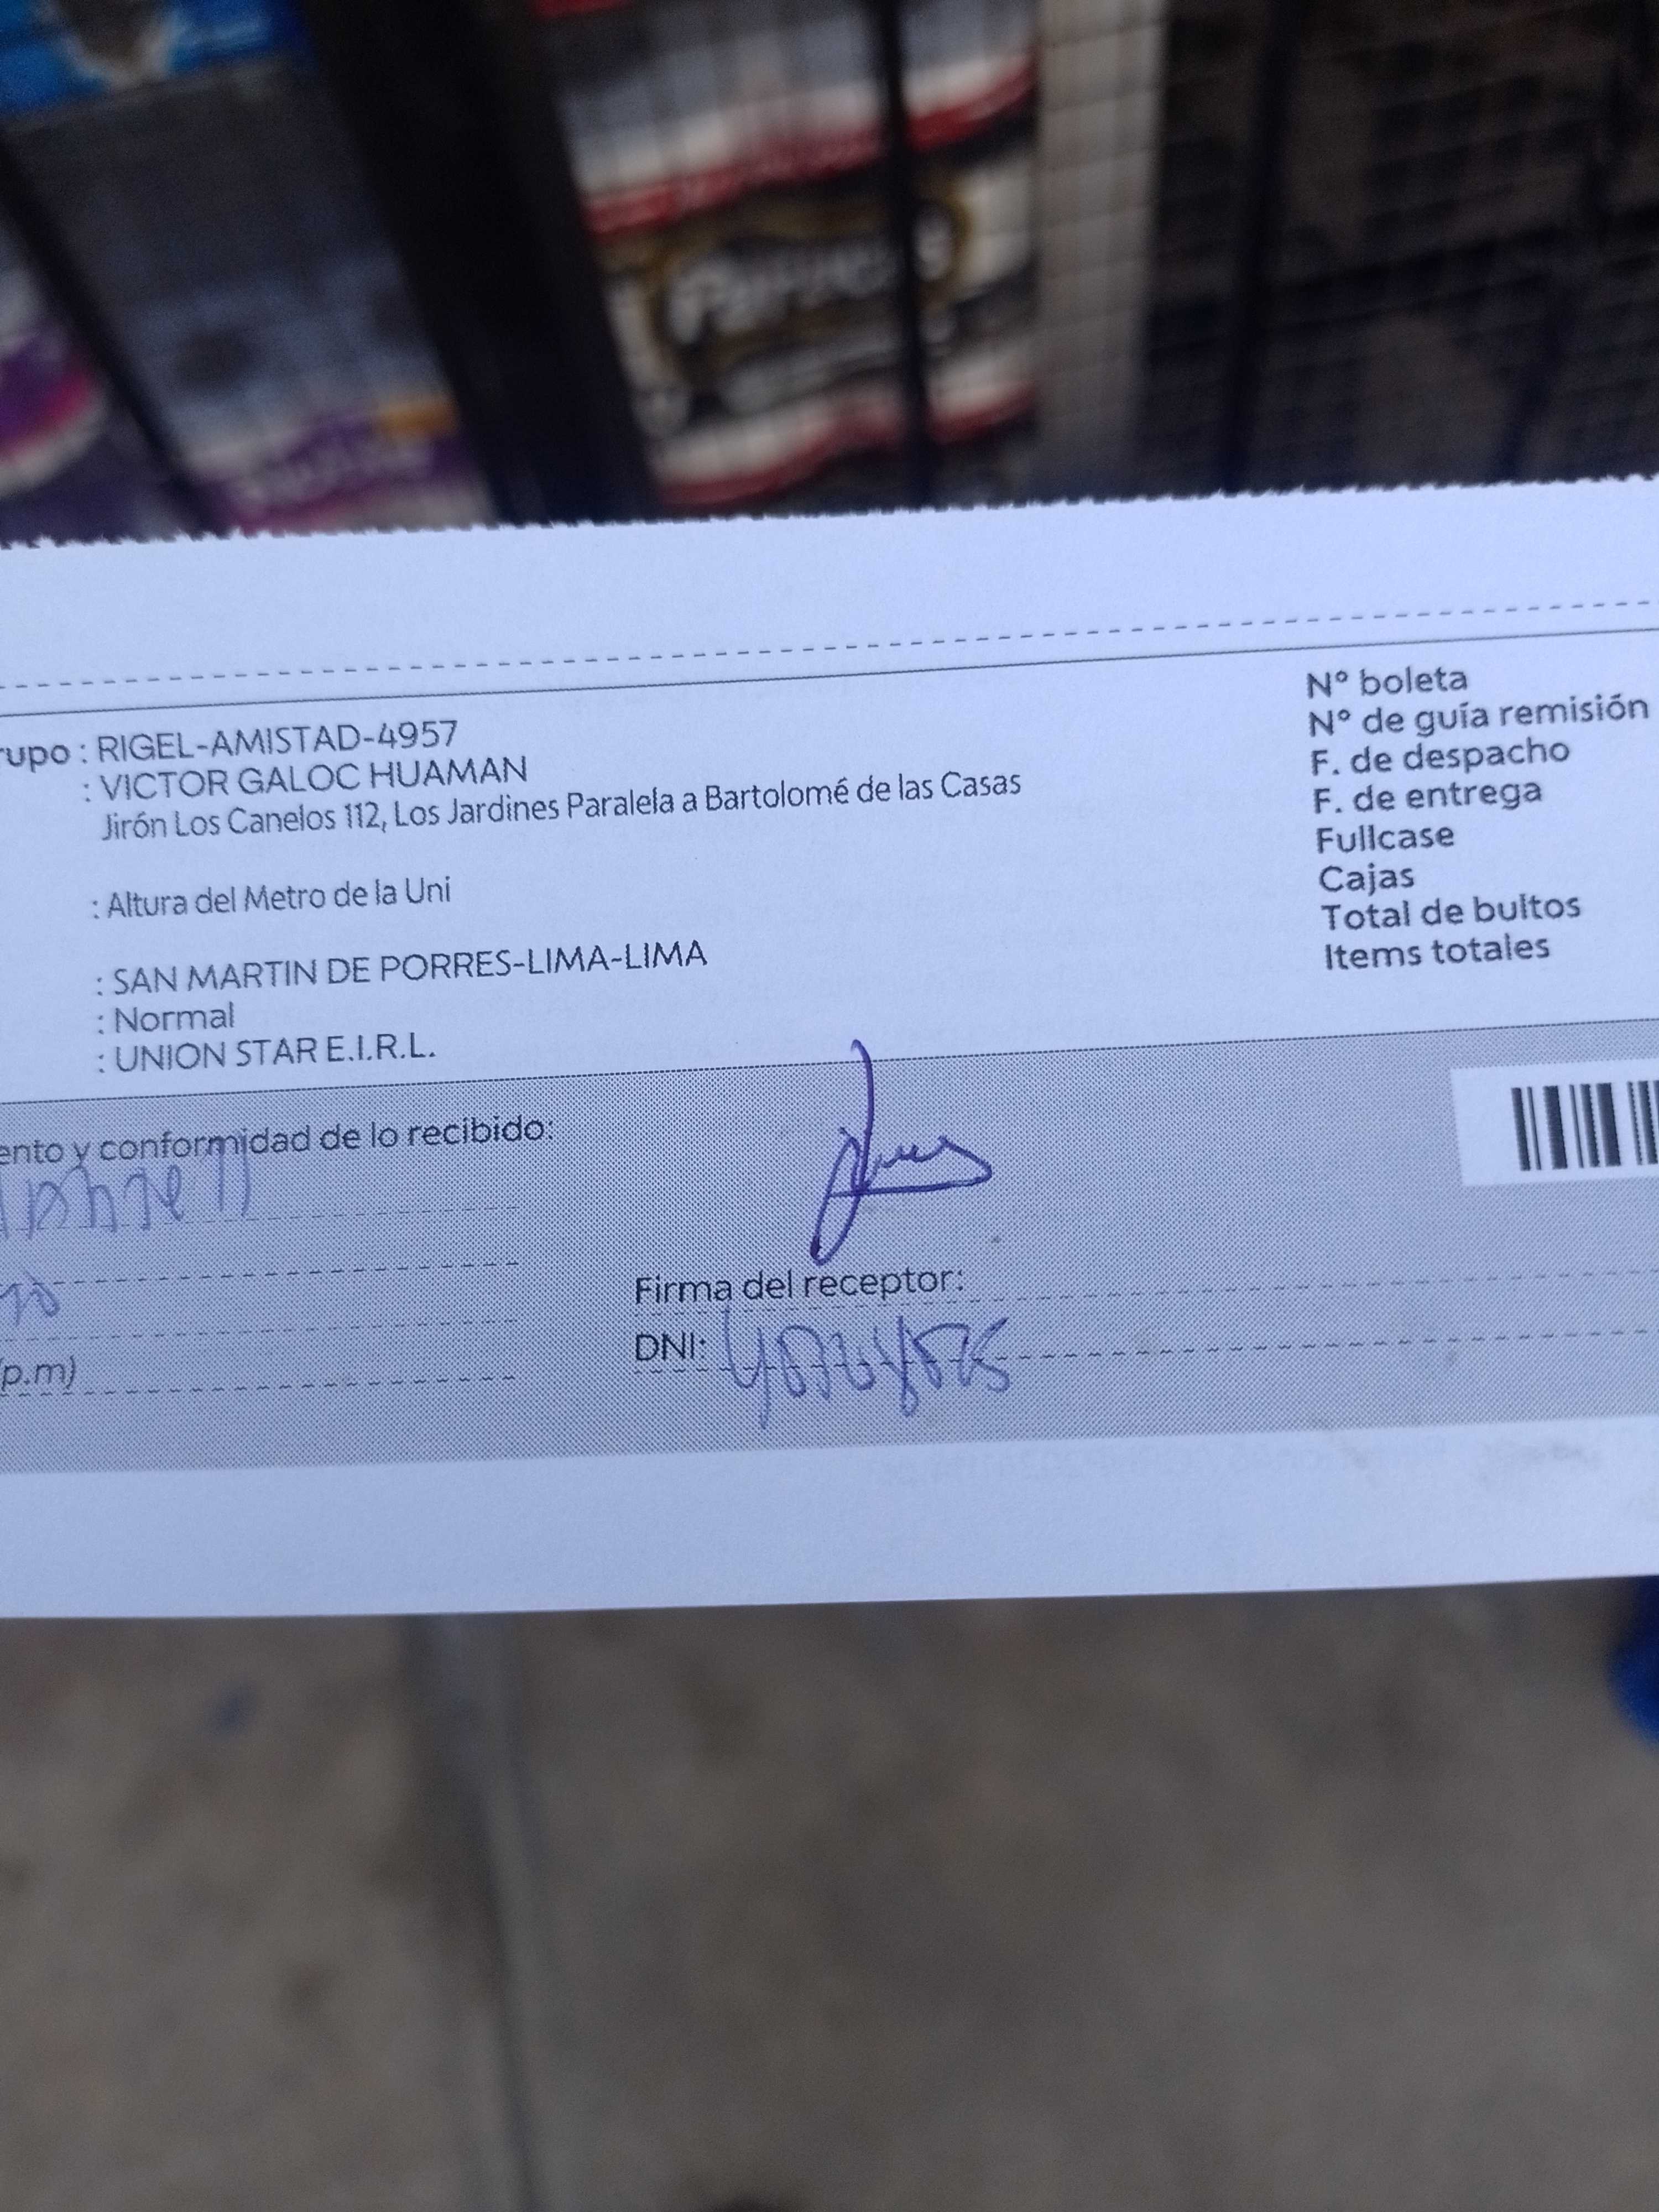 rupo : RIGEL-AMISTAD-4957
: VICTOR GALOC HUAMAN
Jirón Los Canelos 112, Los Jardines Paralela a Bartolomé de las Casas
: Altura del Metro de la Uni
: SAN MARTIN DE PORRES-LIMA-LIMA
: Normal
: UNION STAR E.I.R.L.
N° boleta
N° de guía remisión
F. de despacho
F. de entrega
Fullcase
Cajas
Total de bultos
Items totales
ento y conformidad de lo recibido:
Firma del receptor:
DNI:
p.m)